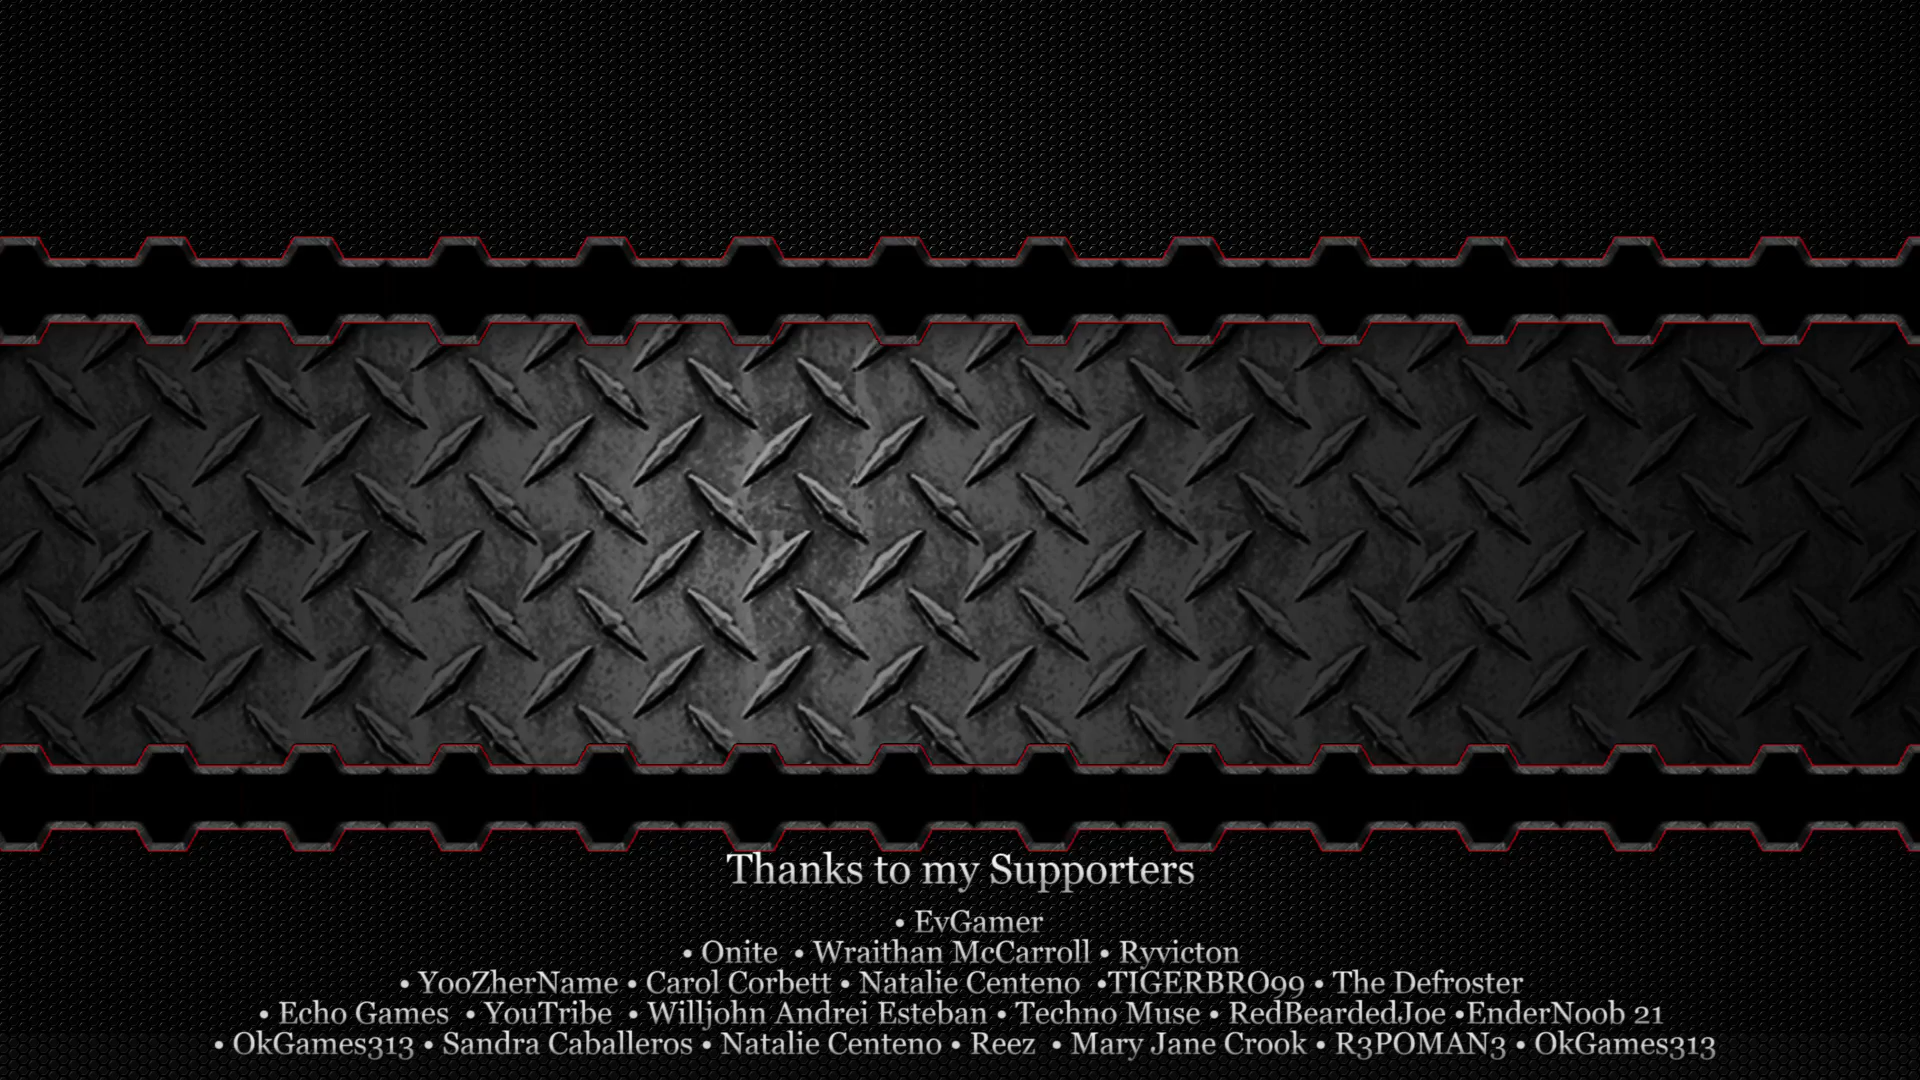 Thanks to my Supporters
• EvGamer
• Onite • Wraithan McCarroll • Ryvicton
• YooZherName • Carol Corbett • Natalie Centeno •TIGERBRO99 • The Defroster
• Echo Games • YouTribe • Willjohn Andrei Esteban • Techno Muse • RedBeardedJoe •EnderNoob 21
• OkGames313 • Sandra Caballeros • Natalie Centeno • Reez • Mary Jane Crook • R3POMAN3 • OkGames313